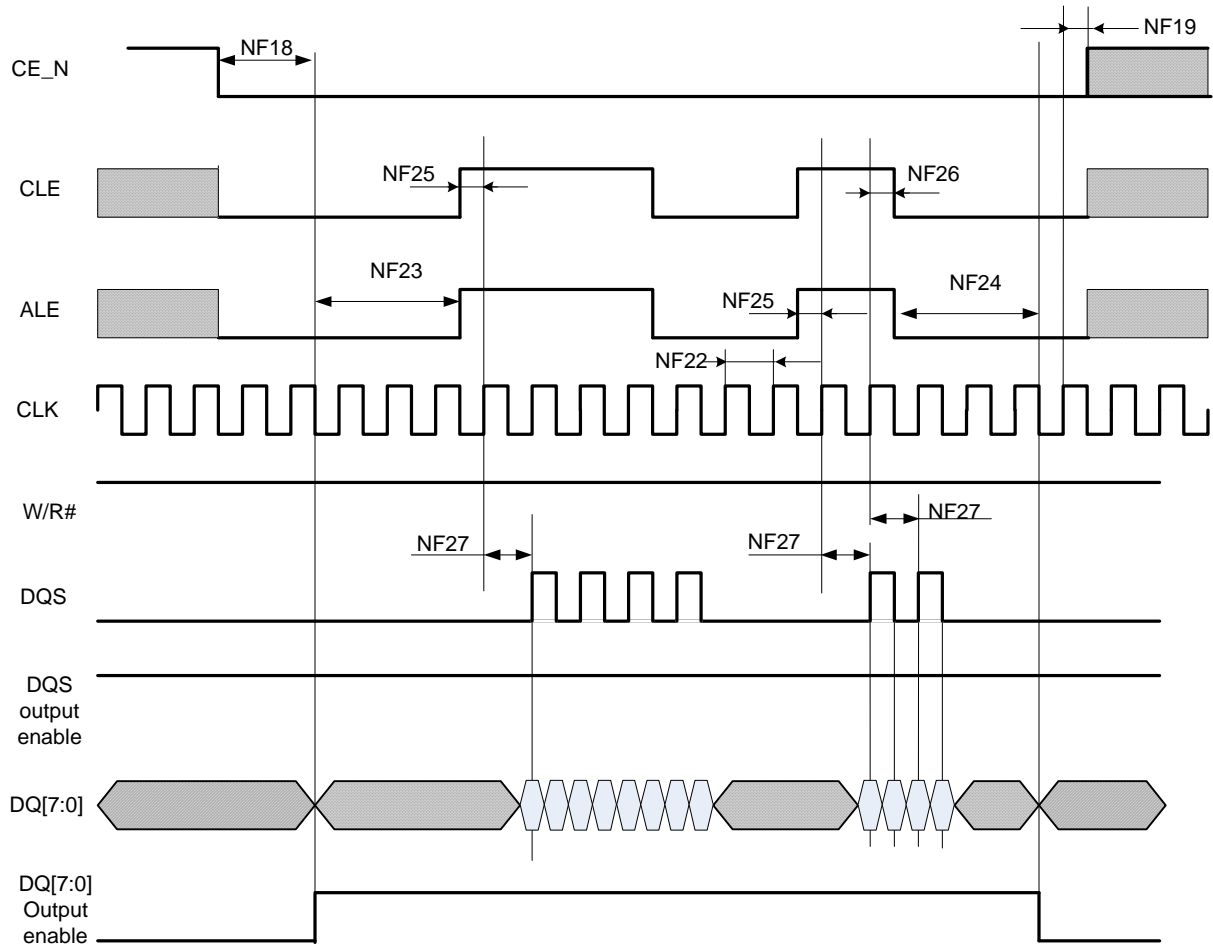 NF19
NF18
CE_N
NF25
NF26
CLE
NF23
NF24
NF25
ALE
NF22
CLK
W/R#
NF27
NF27
NF27
DQS
DQS
output
enable
DQ[7:0]
DQ[7:0]
Output
enable